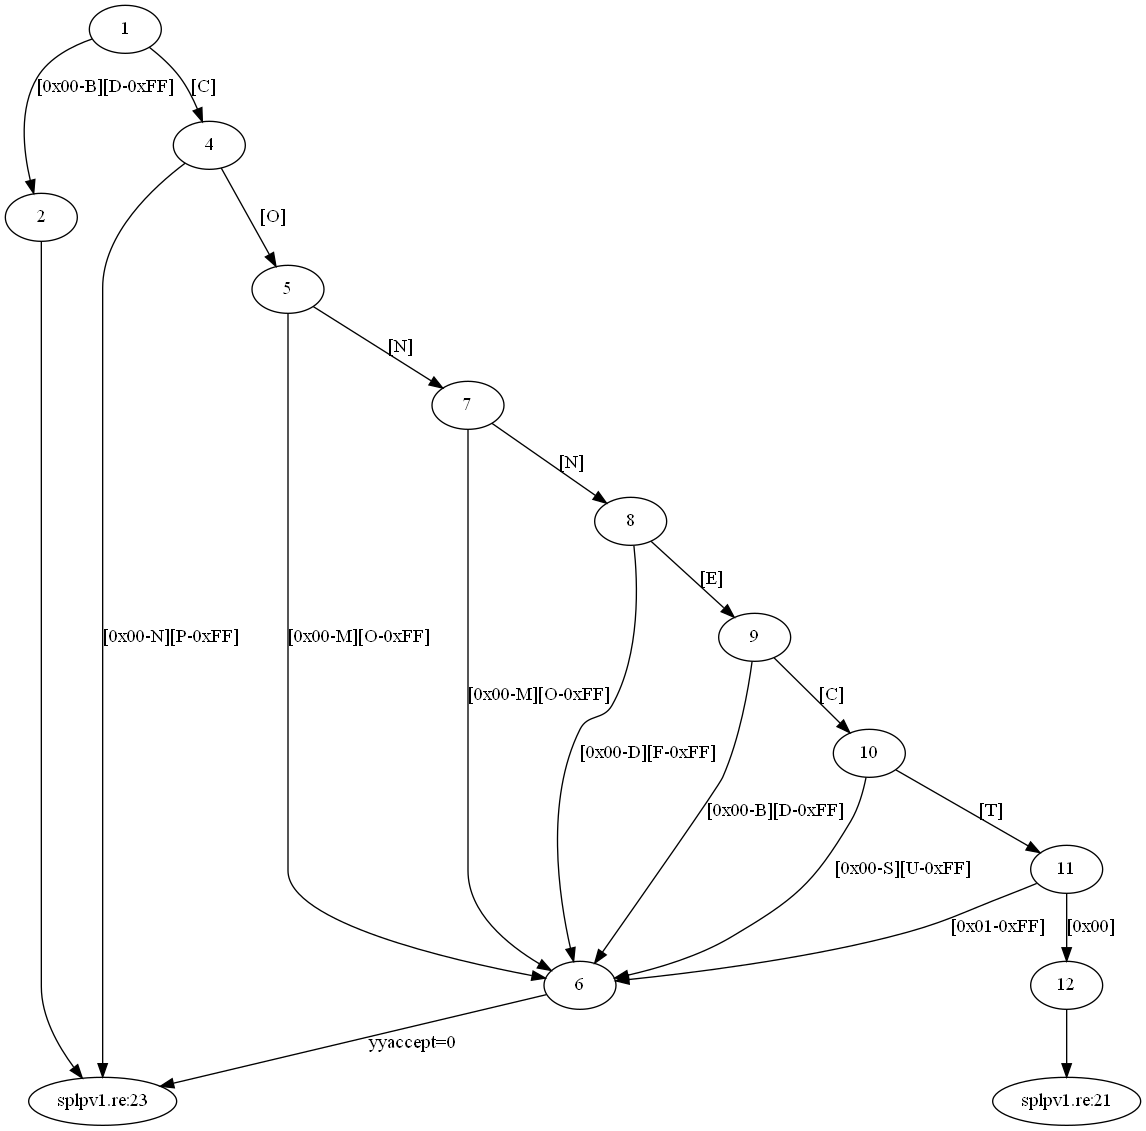 1
[0x00-B][D-0xFF]
[C]
4
2
[O]
5
[N]
7
[N]
8
[E]
9
[0x00-N][P-0xFF]
[0x00-M][O-0xFF]
[0x00-M][O-0xFF]
[C]
[0x00-D][F-0xFF]
10
[0x00-B][D-0xFF]
[T]
[0x00-S][U-0xFF]
11
[0x01-0xFF]
[0x00]
6
12
yyaccept=0
splpv1.re:23
splpv1.re:21